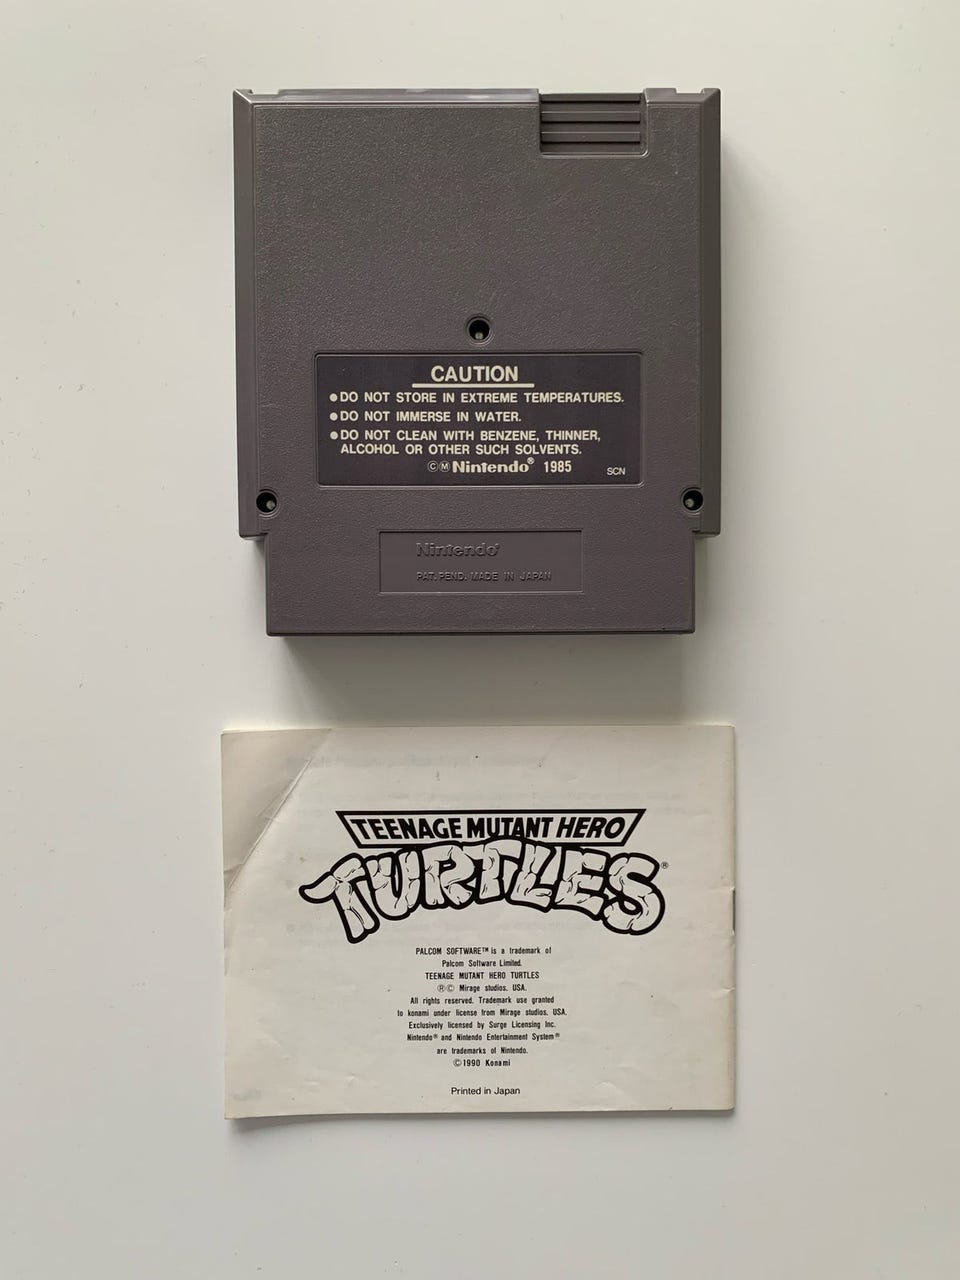 CAUTION
●DO NOT STORE IN EXTREME TEMPERATURES.
●DO NOT IMMERSE IN WATER.
●DO NOT CLEAN WITH BENZENE, THINNER,
ALCOHOL OR OTHER SUCH SOLVENTS.
©Ⓜ Nintendo® 1985 SCN
Nintendo®
PAT. PEND. MADE IN JAPAN
TEENAGE MUTANT HERO
TURTLES®
PALCOM SOFTWARE™ is a trademark of
Palcom Software Limited.
TEENAGE MUTANT HERO TURTLES
®© Mirage studios. USA.
All rights reserved. Trademark use granted
to konami under license from Mirage studios. USA.
Exclusively licensed by Surge Licensing Inc.
Nintendo® and Nintendo Entertainment System®
are trademarks of Nintendo.
©1990 Konami
Printed in Japan